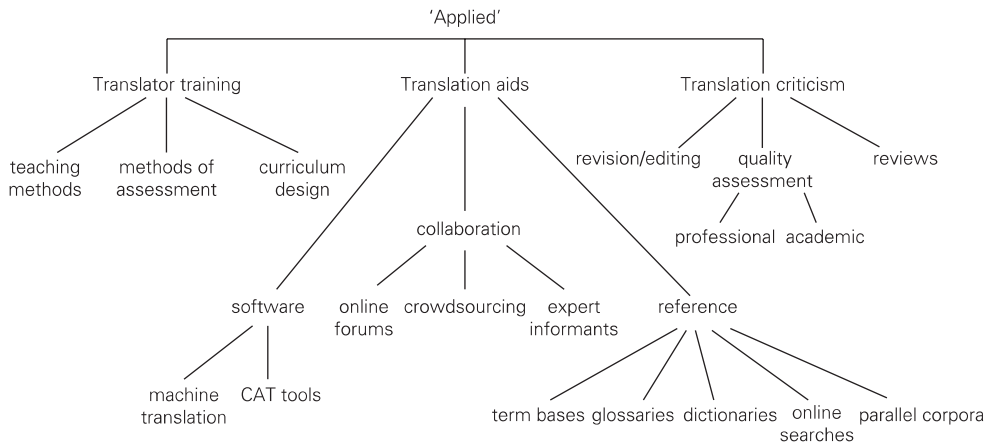 ‘Applied’
Translator training
Translation aids
Translation criticism
teaching
methods
methods of
assessment
curriculum
design
revision/editing
quality
assessment
reviews
professional
academic
collaboration
software
online
forums
crowdsourcing
expert
informants
reference
machine
translation
CAT tools
term bases
glossaries
dictionaries
online
searches
parallel corpora